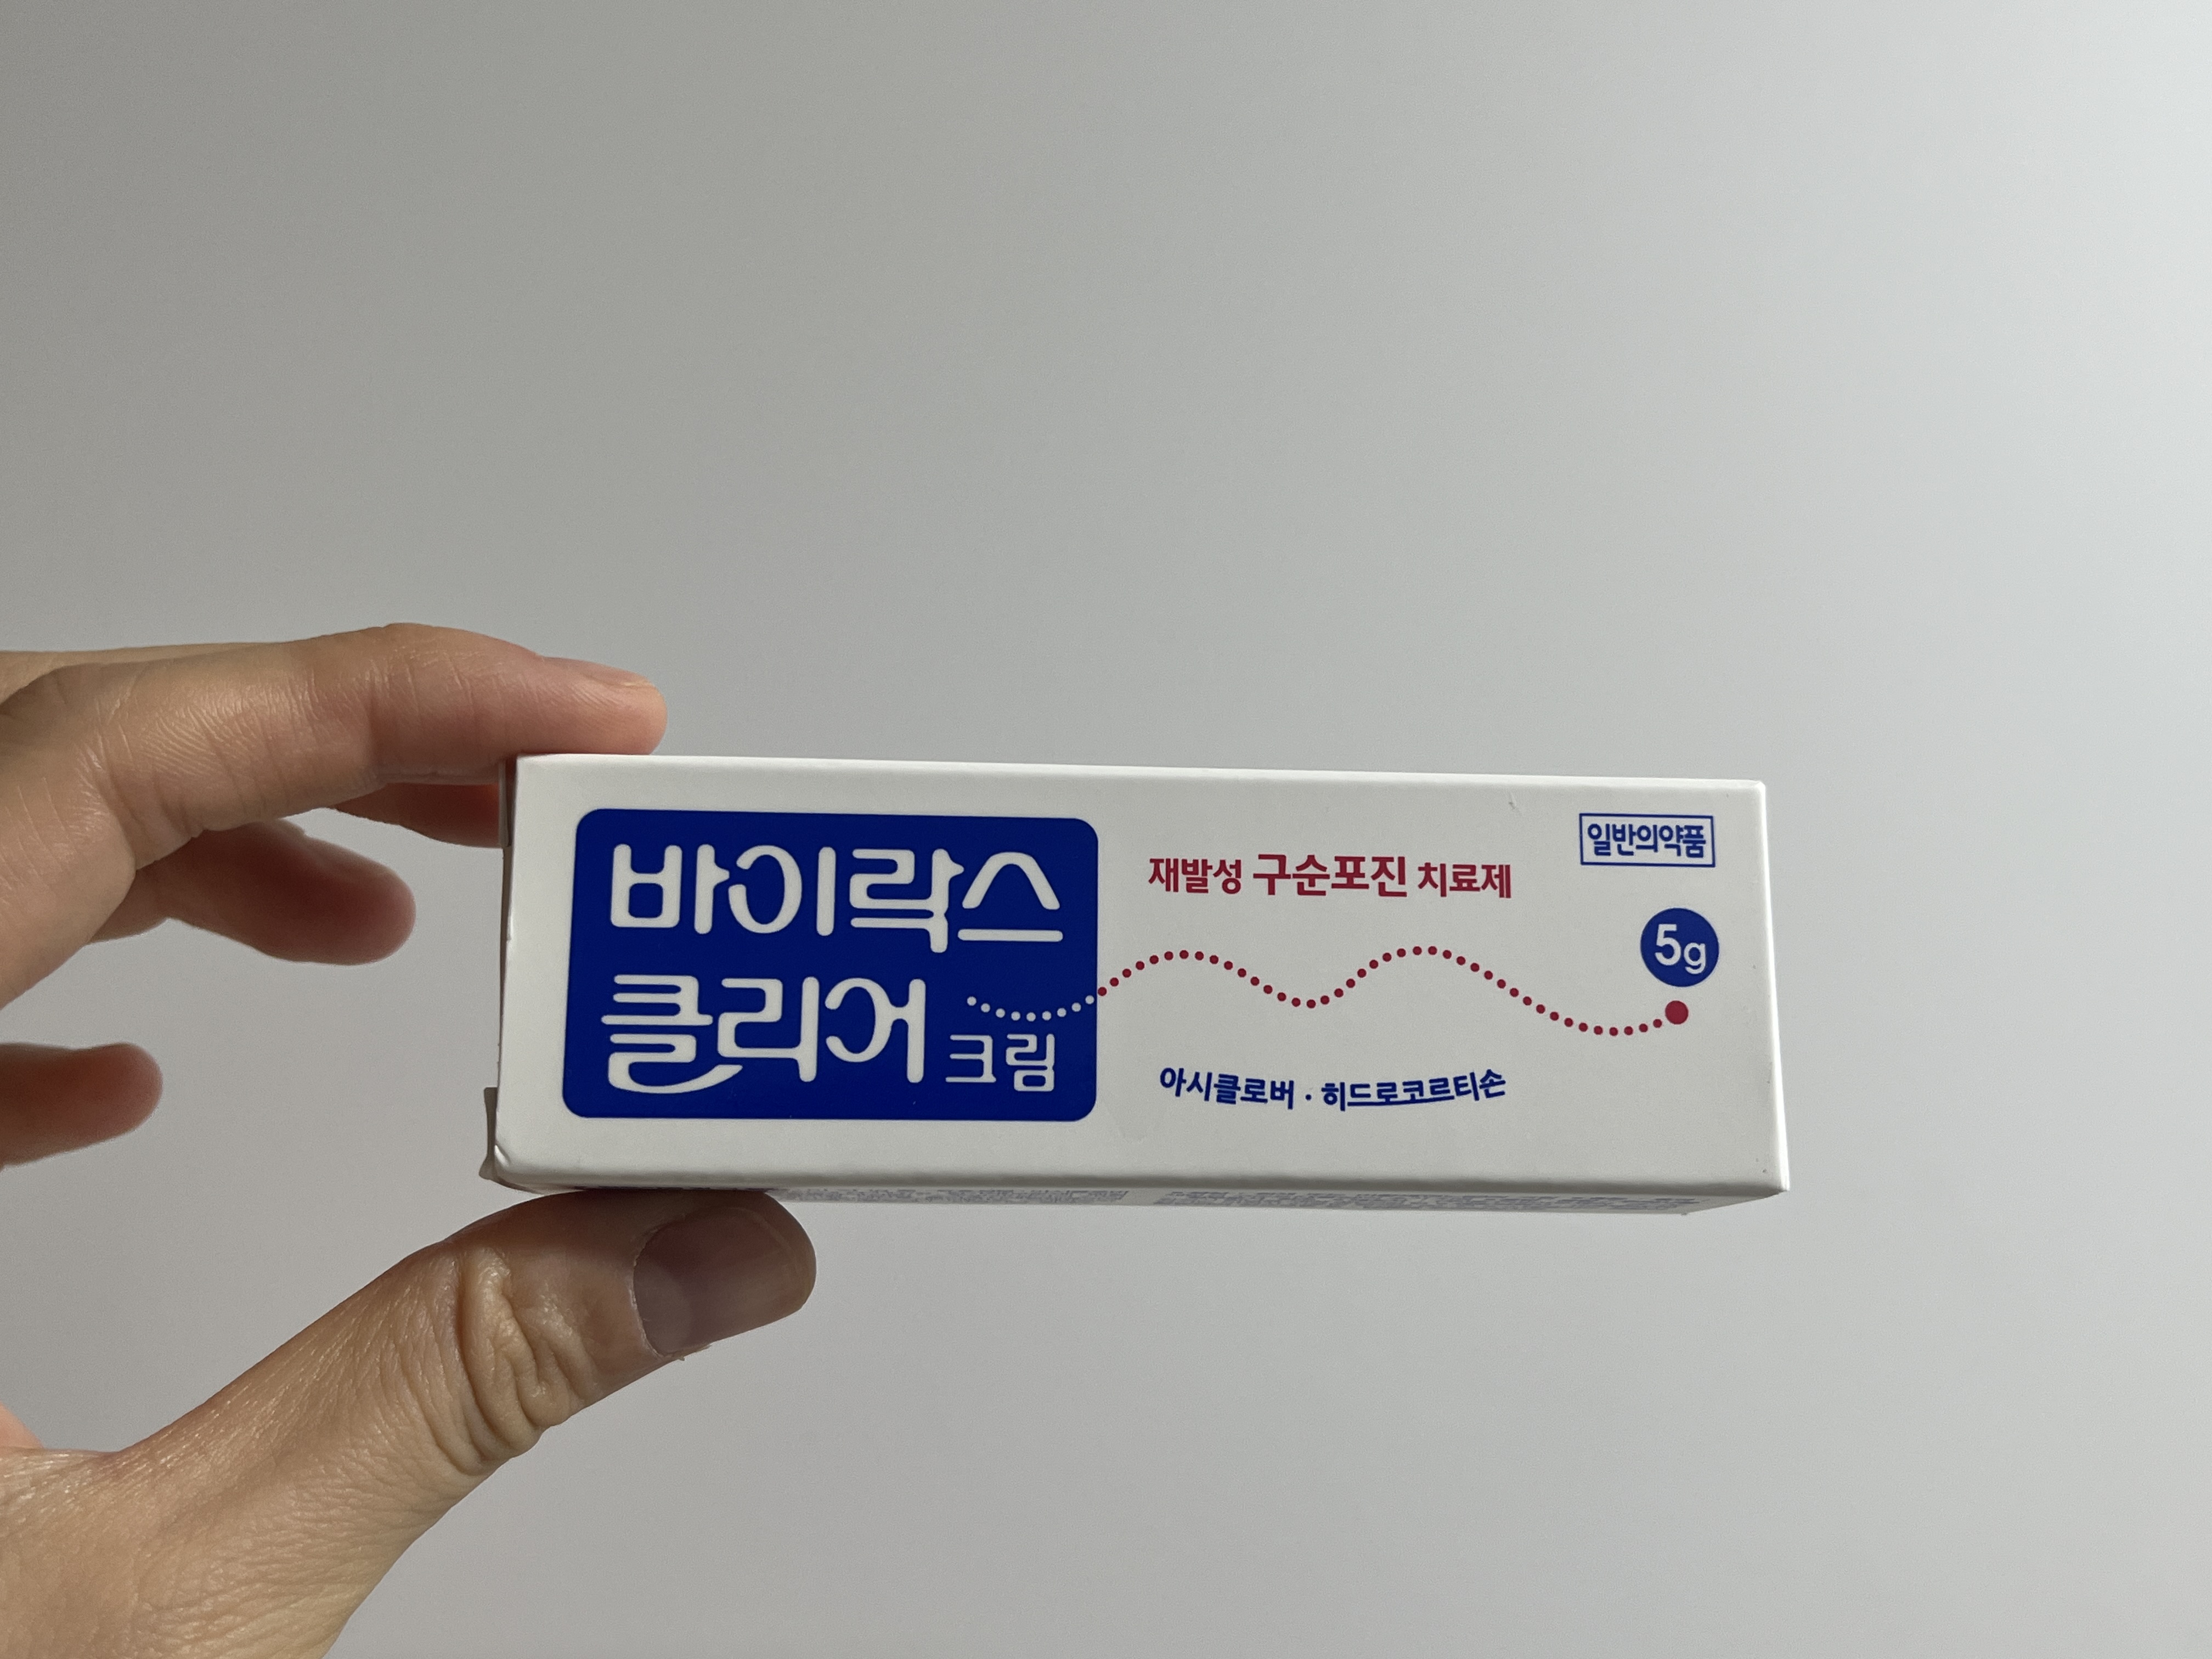 바이락스
클리어 크림
재발성 구순포진 치료제
일반의약품
5g
아시클로버 · 히드로코르티손